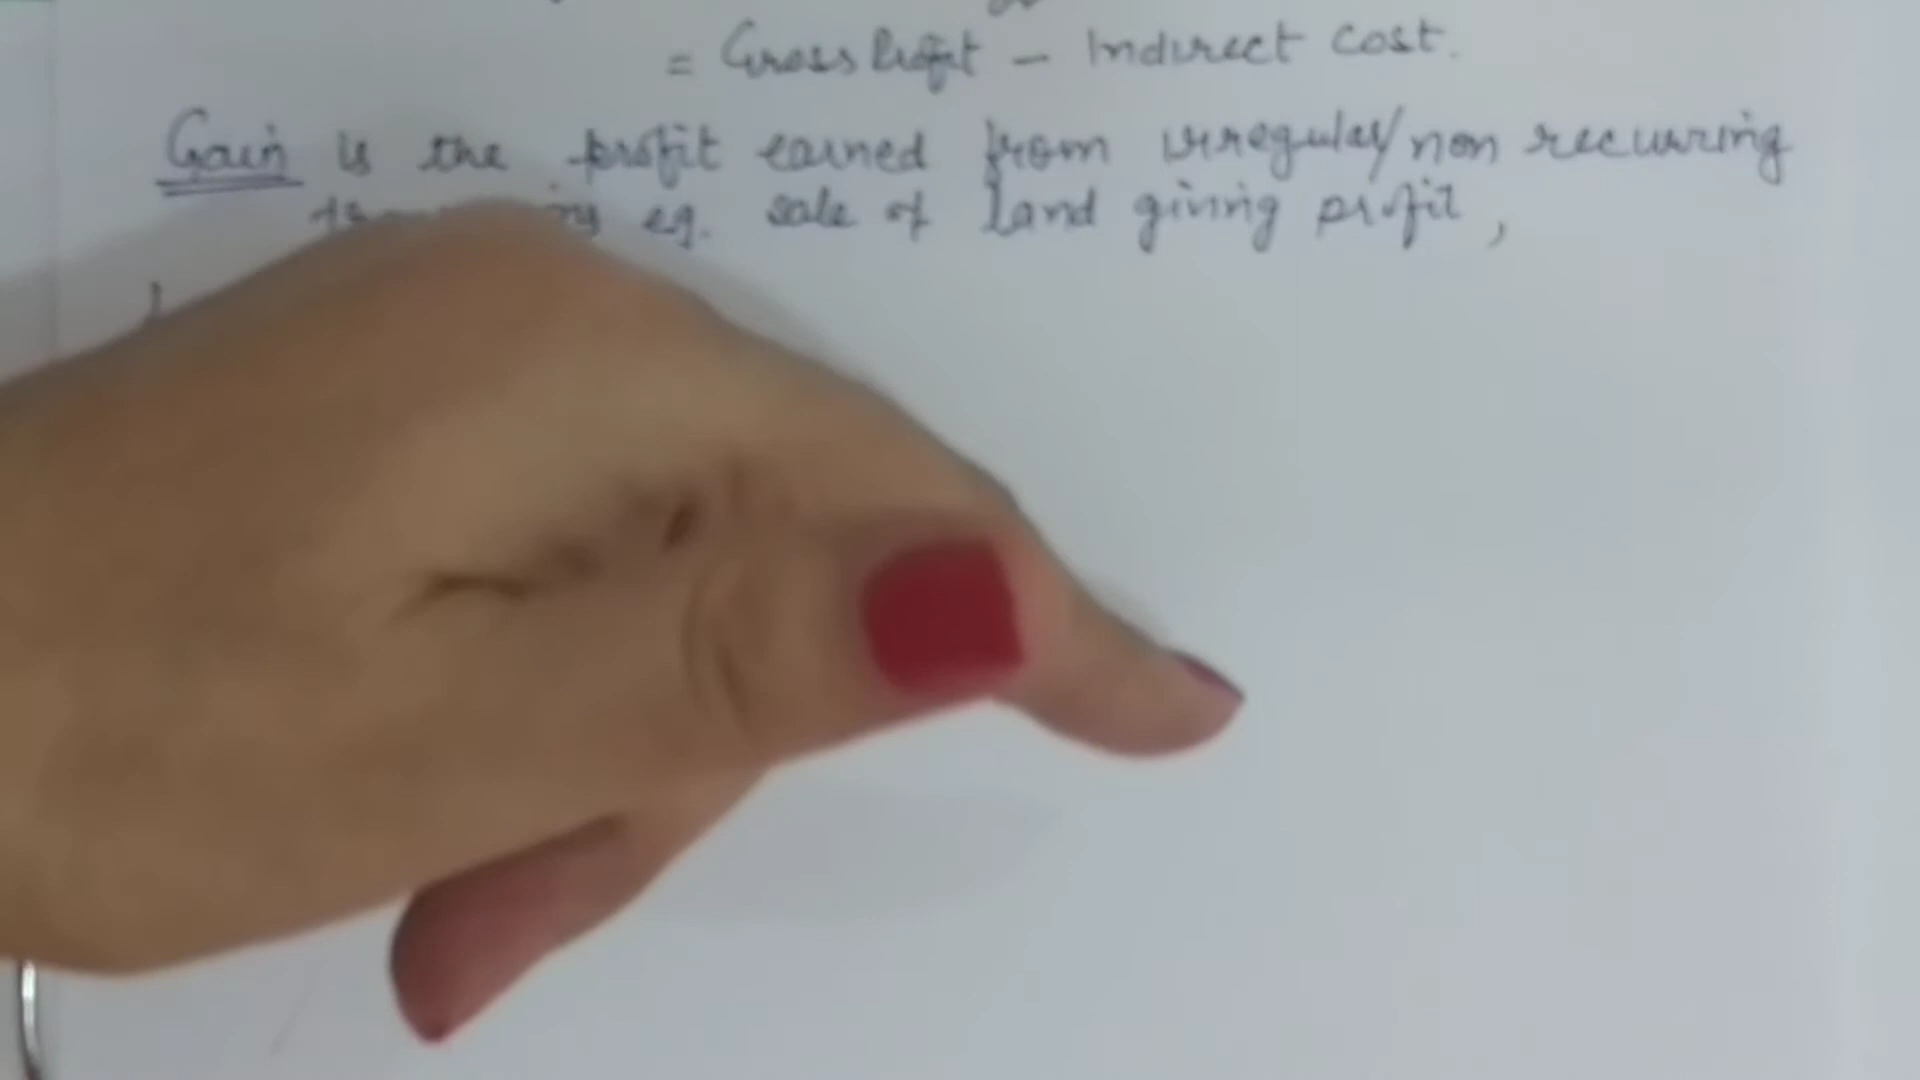 = Gross Profit - Indirect cost.
Gain is the profit earned from irregular/non recurring
eg. sale of land giving profit,